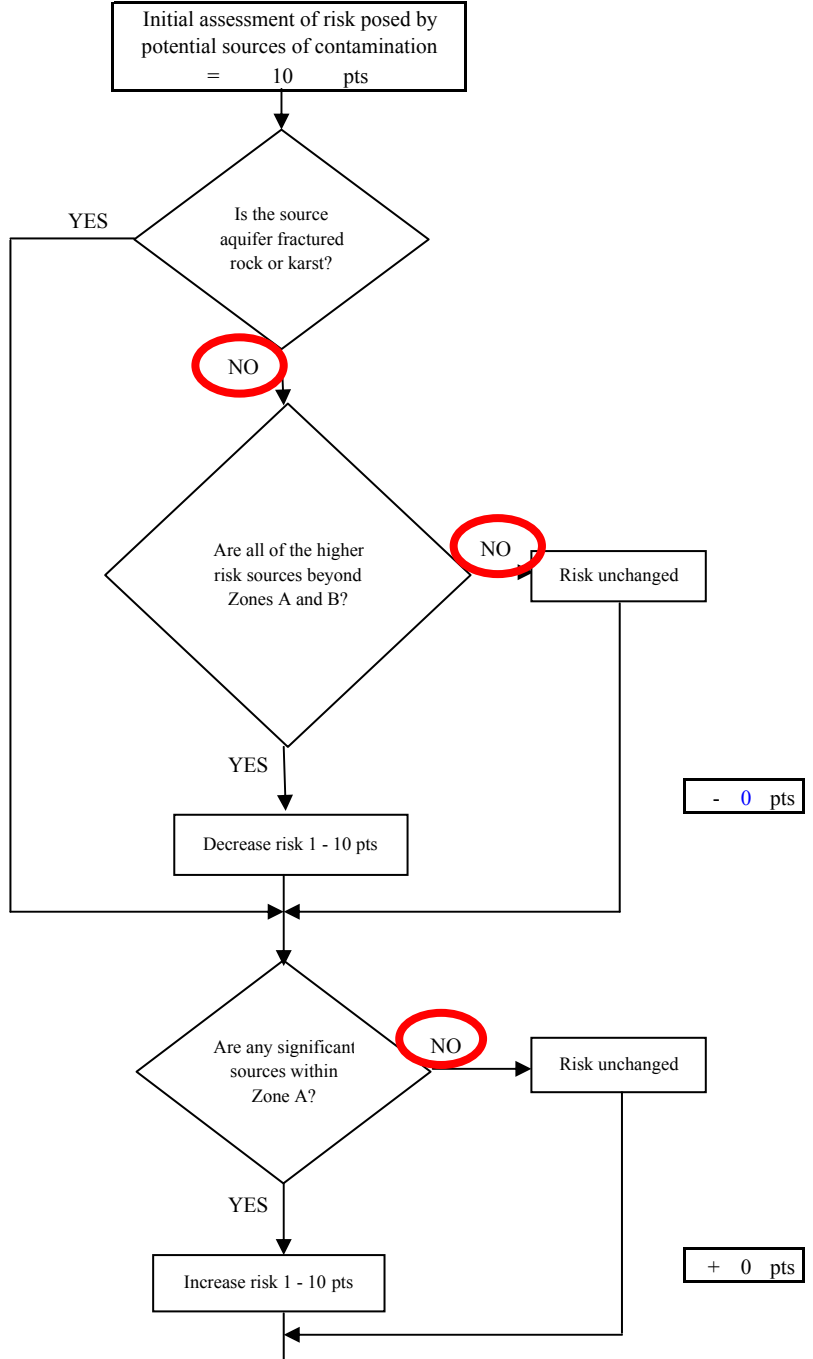 Initial assessment of risk posed by
potential sources of contamination
= 10 pts
YES
Is the source
aquifer fractured
rock or karst?
NO
NO
Are all of the higher
risk sources beyond
Zones A and B?
Risk unchanged
YES
- 0 pts
Decrease risk 1 - 10 pts
NO
Are any significant
sources within
Zone A?
Risk unchanged
YES
+ 0 pts
Increase risk 1 - 10 pts